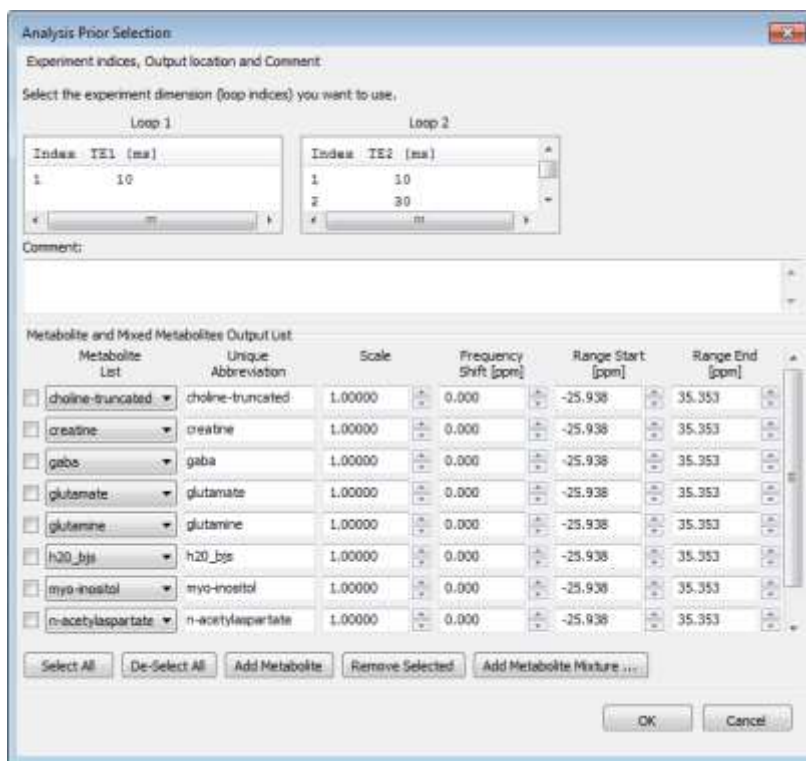 Analysis Prior Selection
Experiment indices, Output location and Comment
Select the experiment dimension (loop indices) you want to use.
Loop 1 Loop 2
Index TE1 [ms] Index TE2 [ms]
1 10 1 10
2 30
Comment:
Metabolite and Mixed Metabolites Output List
Metabolite List Unique Abbreviation Scale Frequency Shift [ppm] Range Start [ppm] Range End [ppm]
choline-truncated choline-truncated 1.00000 0.000 -25.938 35.353
creatine creatine 1.00000 0.000 -25.938 35.353
gaba gaba 1.00000 0.000 -25.938 35.353
glutamate glutamate 1.00000 0.000 -25.938 35.353
glutamine glutamine 1.00000 0.000 -25.938 35.353
h20_bjs h20_bjs 1.00000 0.000 -25.938 35.353
myo-inositol myo-inositol 1.00000 0.000 -25.938 35.353
n-acetylaspartate n-acetylaspartate 1.00000 0.000 -25.938 35.353
Select All De-Select All Add Metabolite Remove Selected Add Metabolite Mixture ...
OK Cancel